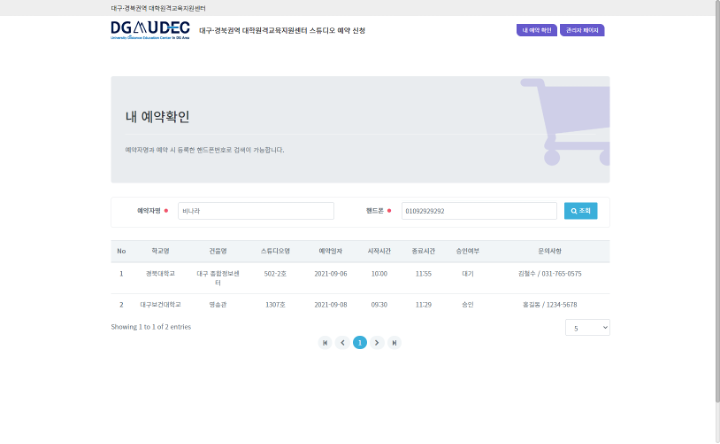 대구·경북권역 대학원격교육지원센터
DGAUDEC
University Distance Education Center in DG Area
대구·경북권역 대학원격교육지원센터 스튜디오 예약 신청
내 예약 확인
관리자 페이지
내 예약확인
예약자명과 예약 시 등록한 핸드폰번호로 검색이 가능합니다.
예약자명
비나라
핸드폰
01092929292
조회
No 학교명 건물명 스튜디오명 예약일자 시작시간 종료시간 승인여부 문의사항
1 경북대학교 대구 종합정보센터 502-2호 2021-09-06 10:00 11:55 대기 김철수 / 031-765-0575
2 대구보건대학교 영송관 1307호 2021-09-08 09:30 11:29 승인 홍길동 / 1234-5678
Showing 1 to 1 of 2 entries
5
1